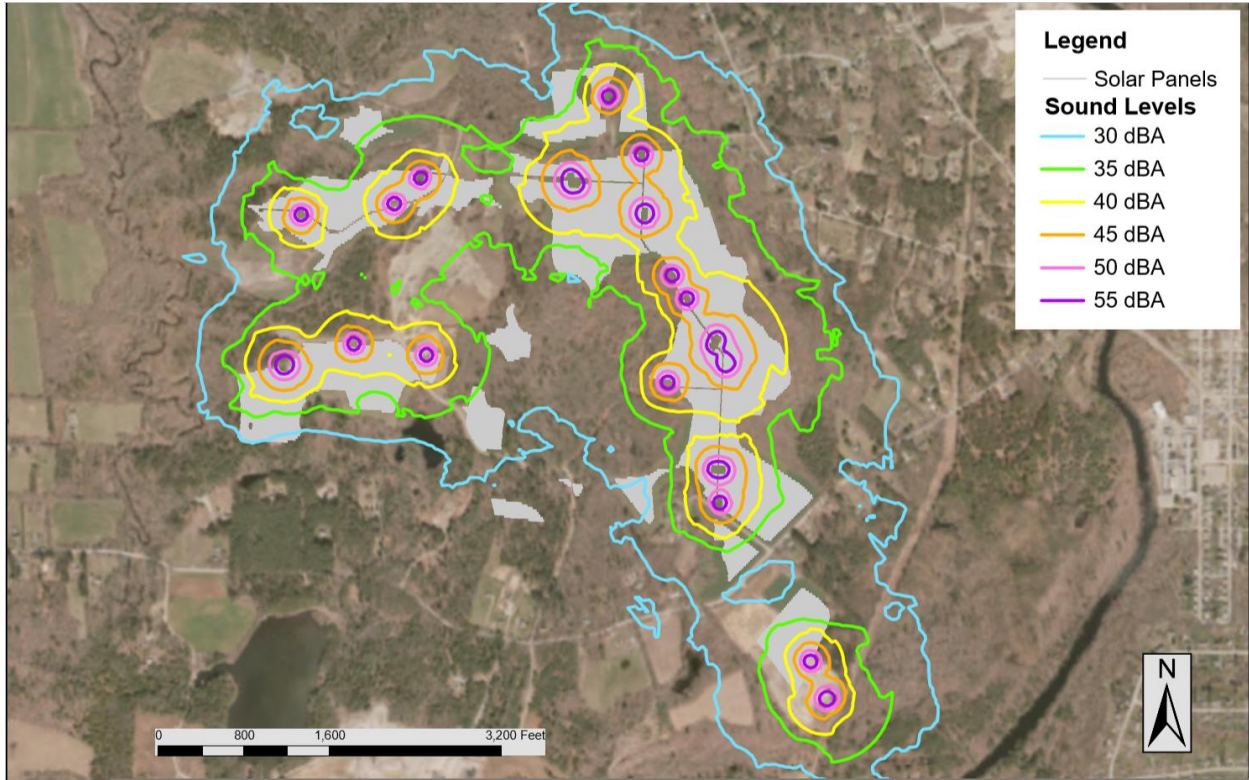 Legend
Solar Panels
Sound Levels
30 dBA
35 dBA
40 dBA
45 dBA
50 dBA
55 dBA
N
0 800 1,600 3,200 Feet